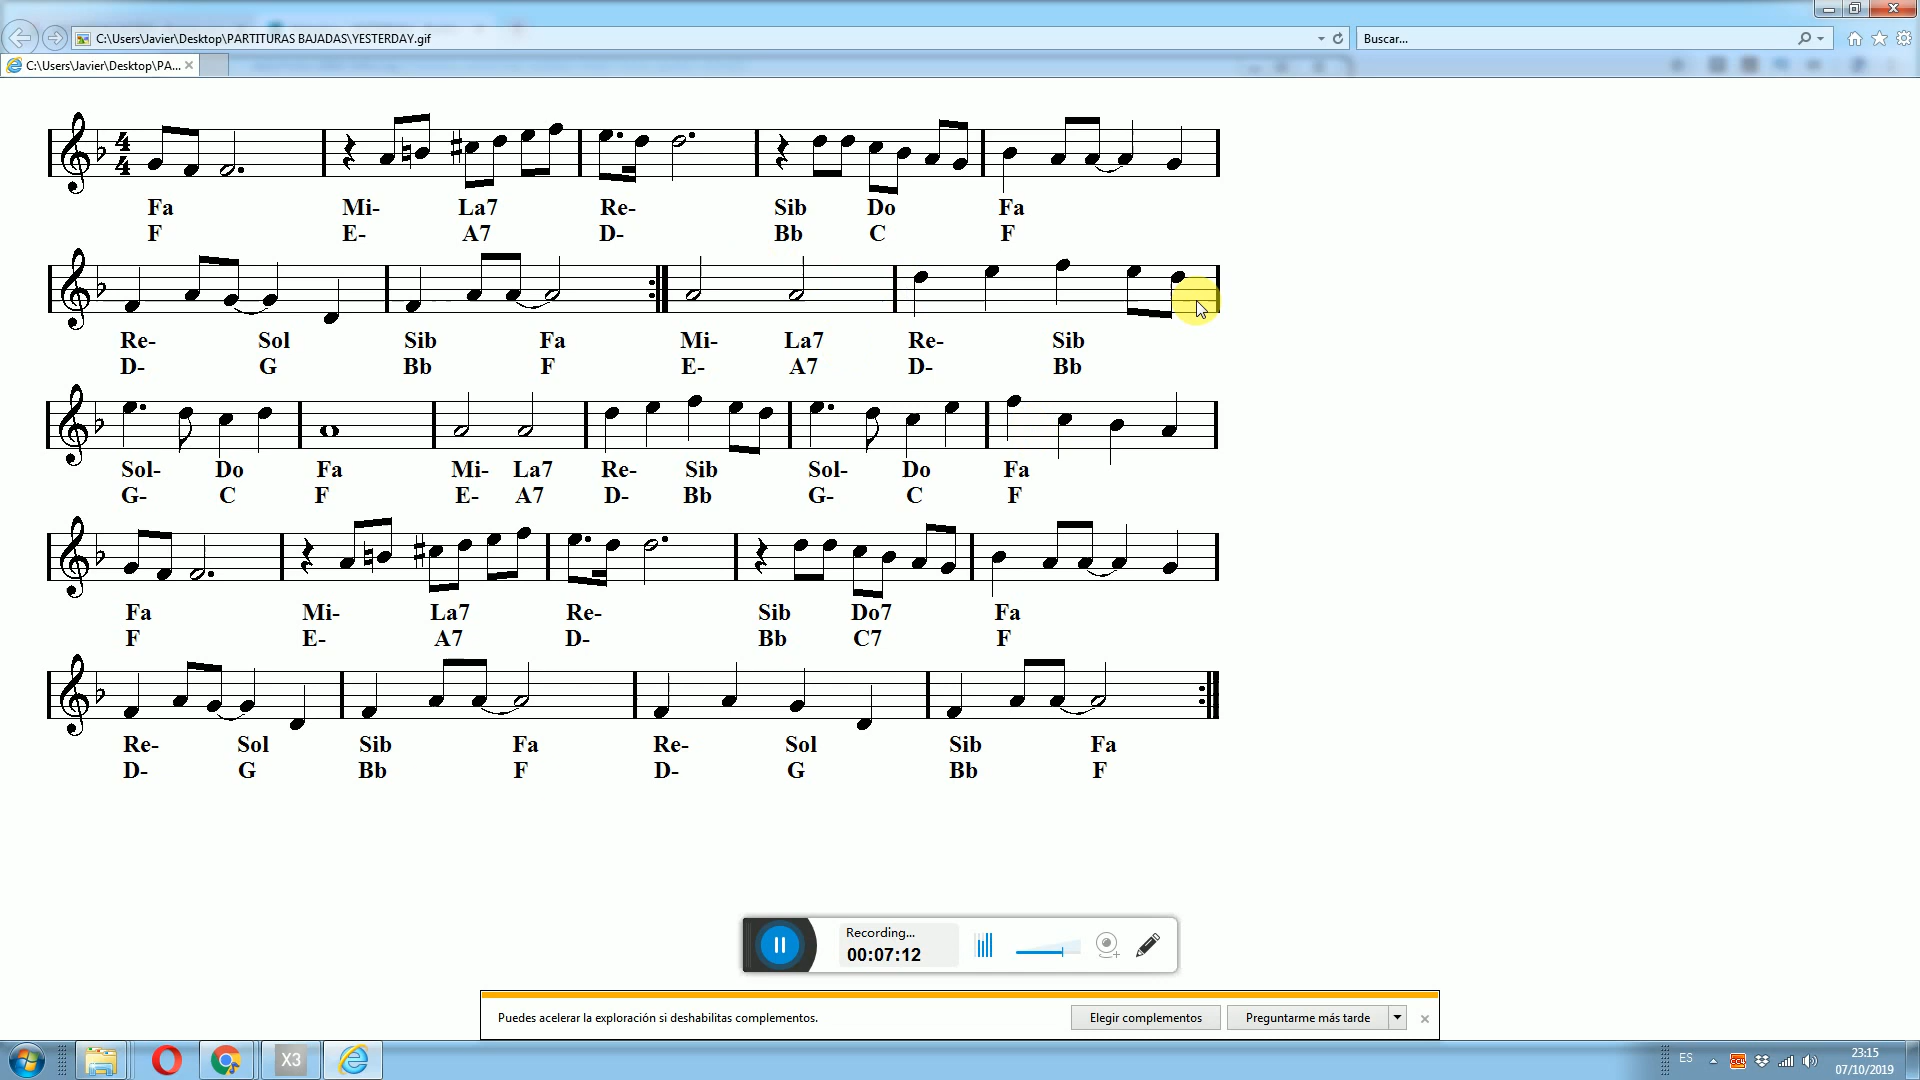 C:\Users\Javier\Desktop\PARTITURAS BAJADAS\YESTERDAY.gif
Buscar...
C:\Users\Javier\Desktop\PA...
4
4
Fa Mi- La7 Re- Sib Do Fa
F E- A7 D- Bb C F
Re- Sol Sib Fa Mi- La7 Re- Sib
D- G Bb F E- A7 D- Bb
Sol- Do Fa Mi- La7 Re- Sib Sol- Do Fa
G- C F E- A7 D- Bb G- C F
Fa Mi- La7 Re- Sib Do7 Fa
F E- A7 D- Bb C7 F
Re- Sol Sib Fa Re- Sol Sib Fa
D- G Bb F D- G Bb F
Recording...
00:07:12
Puedes acelerar la exploración si deshabilitas complementos.
Elegir complementos
Preguntarme más tarde
X3
ES
23:15
07/10/2019